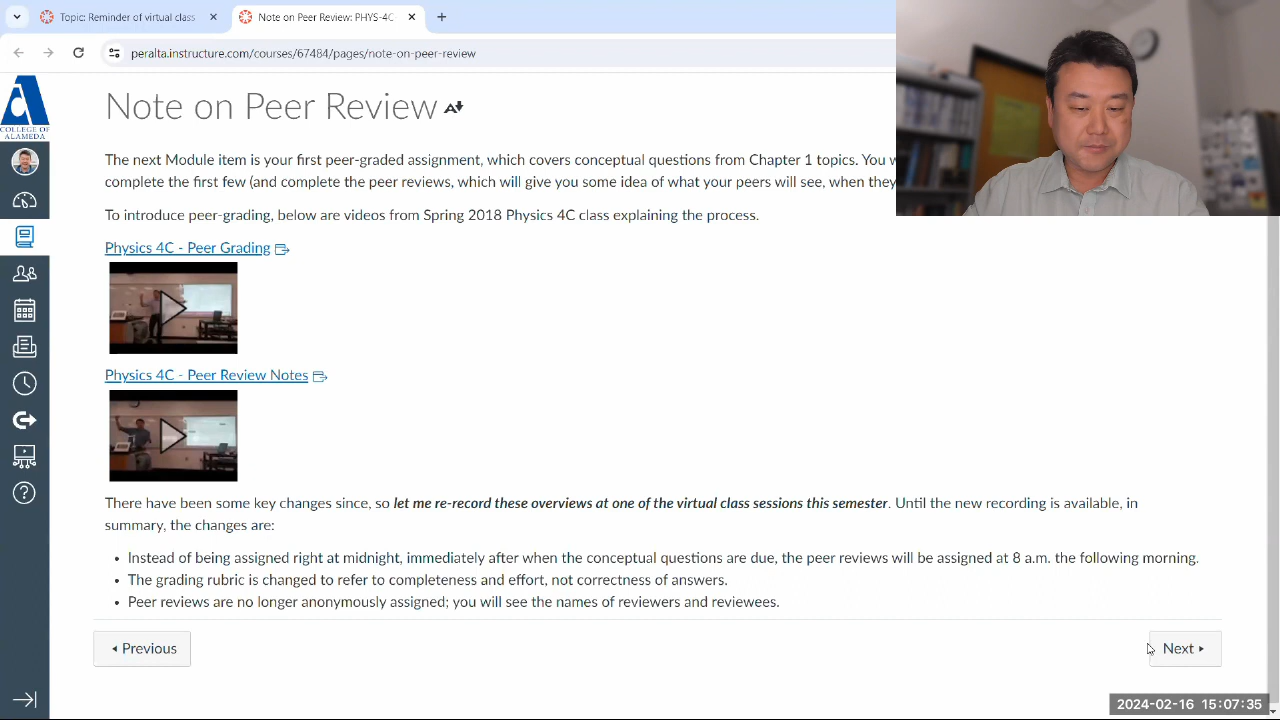 Topic: Reminder of virtual class
Note on Peer Review: PHYS-4C
peralta.instructure.com/courses/67484/pages/note-on-peer-review
COLLEGE OF
ALAMEDA
Note on Peer Review
The next Module item is your first peer-graded assignment, which covers conceptual questions from Chapter 1 topics. You w
complete the first few (and complete the peer reviews, which will give you some idea of what your peers will see, when they
To introduce peer-grading, below are videos from Spring 2018 Physics 4C class explaining the process.
Physics 4C - Peer Grading
Physics 4C - Peer Review Notes
There have been some key changes since, so let me re-record these overviews at one of the virtual class sessions this semester. Until the new recording is available, in
summary, the changes are:
• Instead of being assigned right at midnight, immediately after when the conceptual questions are due, the peer reviews will be assigned at 8 a.m. the following morning.
• The grading rubric is changed to refer to completeness and effort, not correctness of answers.
• Peer reviews are no longer anonymously assigned; you will see the names of reviewers and reviewees.
Previous
Next
2024-02-16 15:07:35